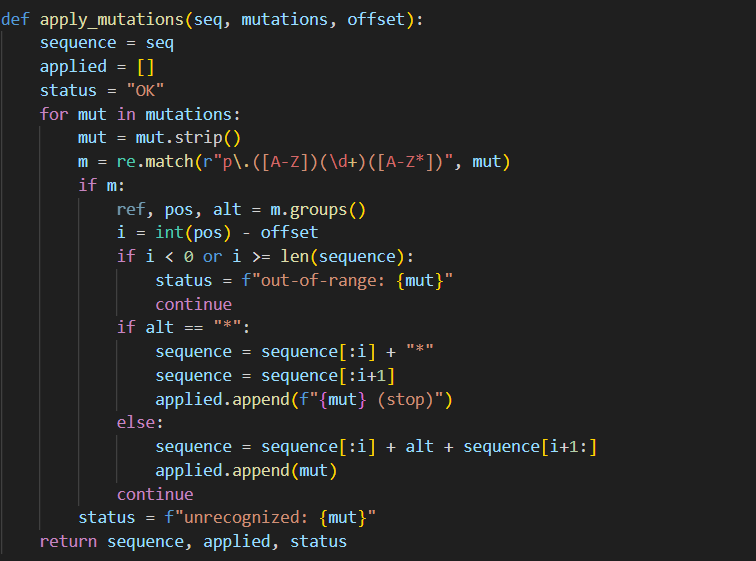 def apply_mutations(seq, mutations, offset):
    sequence = seq
    applied = []
    status = "OK"
    for mut in mutations:
        mut = mut.strip()
        m = re.match(r"p\.([A-Z])(\d+)([A-Z*])", mut)
        if m:
            ref, pos, alt = m.groups()
            i = int(pos) - offset
            if i < 0 or i >= len(sequence):
                status = f"out-of-range: {mut}"
                continue
            if alt == "*":
                sequence = sequence[:i] + "*"
                sequence = sequence[:i+1]
                applied.append(f"{mut} (stop)")
            else:
                sequence = sequence[:i] + alt + sequence[i+1:]
                applied.append(mut)
            continue
        status = f"unrecognized: {mut}"
    return sequence, applied, status